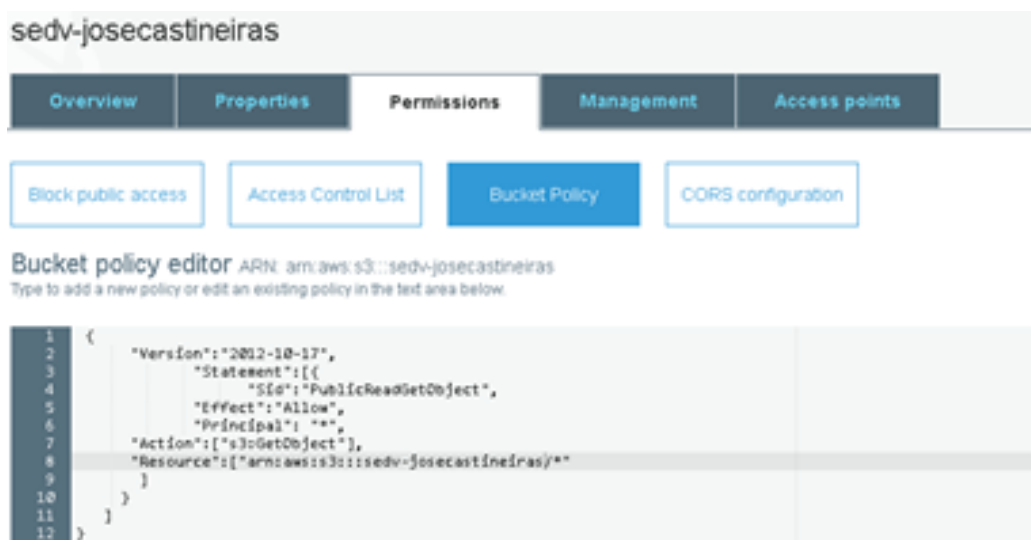 sedv-josecastineiras
Overview Properties Permissions Management Access points
Block public access Access Control List Bucket Policy CORS configuration
Bucket policy editor ARN: arn:aws:s3:::sedv-josecastineiras
Type to add a new policy or edit an existing policy in the text area below.
1 {
2 "Version":"2012-10-17",
3 "Statement":[{
4 "Sid":"PublicReadGetObject",
5 "Effect":"Allow",
6 "Principal": "*",
7 "Action":["s3:GetObject"],
8 "Resource":["arn:aws:s3:::sedv-josecastineiras/*"
9 ]
10 }
11 ]
12 }